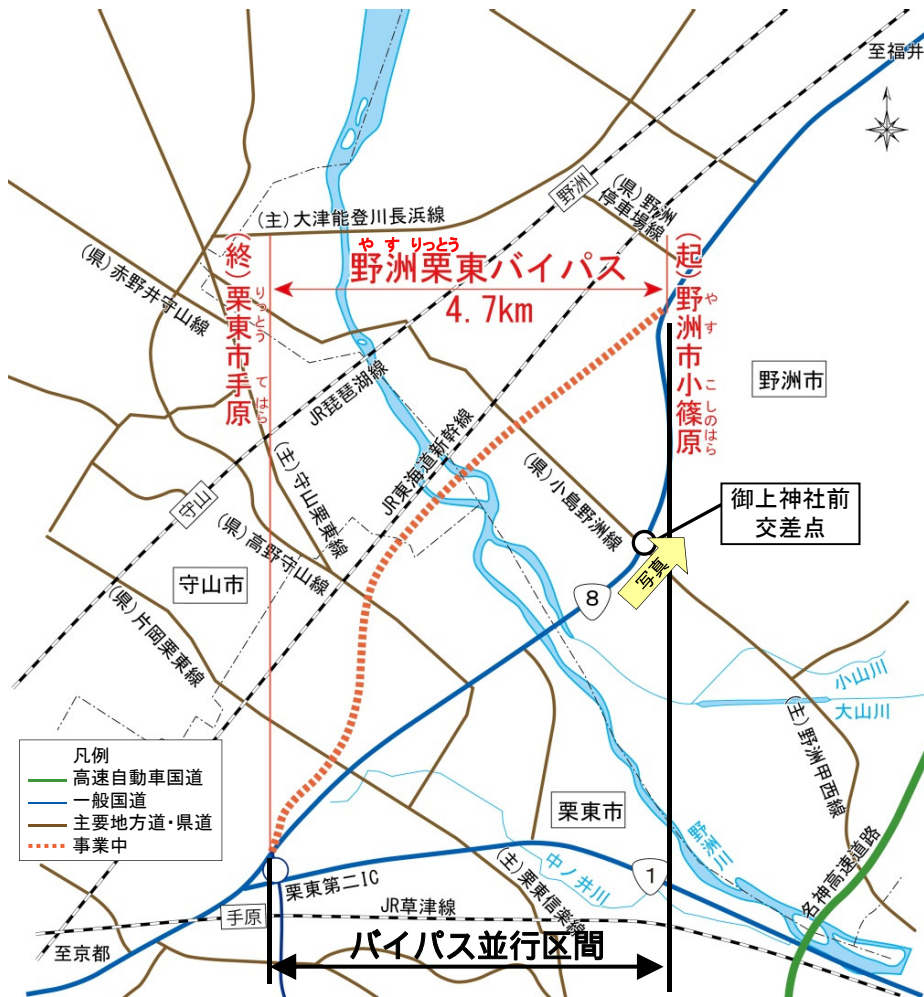 至福井
野洲
(県)野洲
停車場線
(主)大津能登川長浜線
(県)赤野井守山線
やす りっとう
野洲栗東バイパス
4.7km
(終)栗東市手原
りっとう
てはら
(起)野洲市小篠原
やす
こしのはら
野洲市
JR琵琶湖線
JR東海道新幹線
(主)守山栗東線
(県)小島野洲線
御上神社前
交差点
写真
守山
(県)高野守山線
守山市
(県)片岡栗東線
8
小山川
大山川
(主)野洲甲西線
凡例
高速自動車国道
一般国道
主要地方道・県道
事業中
栗東市
野洲川
名神高速道路
中ノ井川
(主)栗東信楽線
1
栗東第二IC
手原
JR草津線
至京都
バイパス並行区間